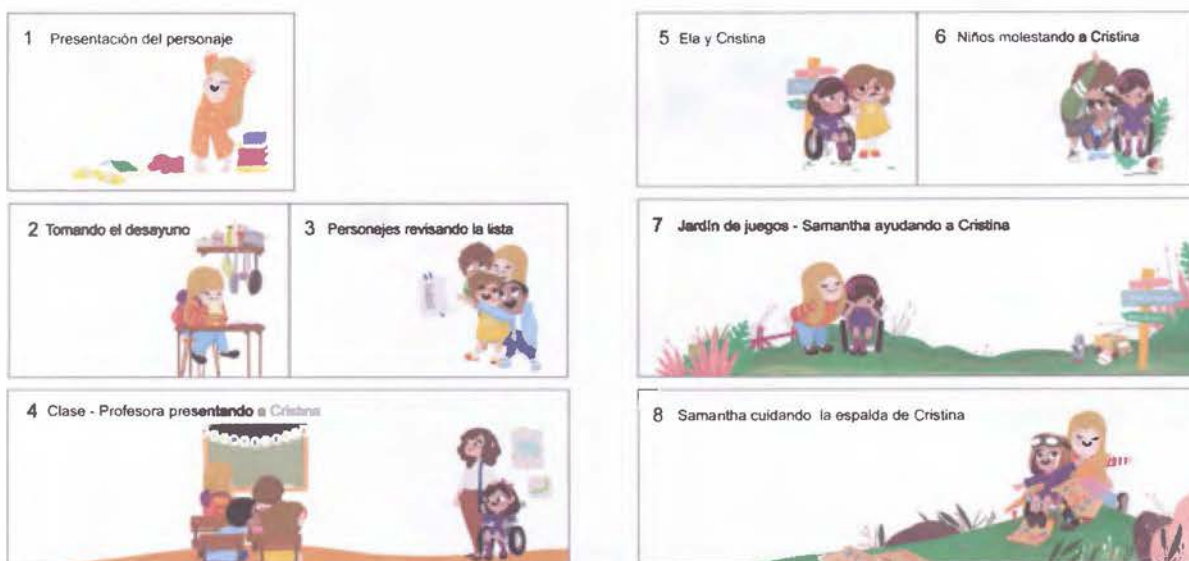 1 Presentación del personaje
2 Tomando el desayuno
3 Personajes revisando la lista
4 Clase - Profesora presentando a Cristina
5 Ela y Cristina
6 Niños molestando a Cristina
7 Jardín de juegos - Samantha ayudando a Cristina
8 Samantha cuidando la espalda de Cristina